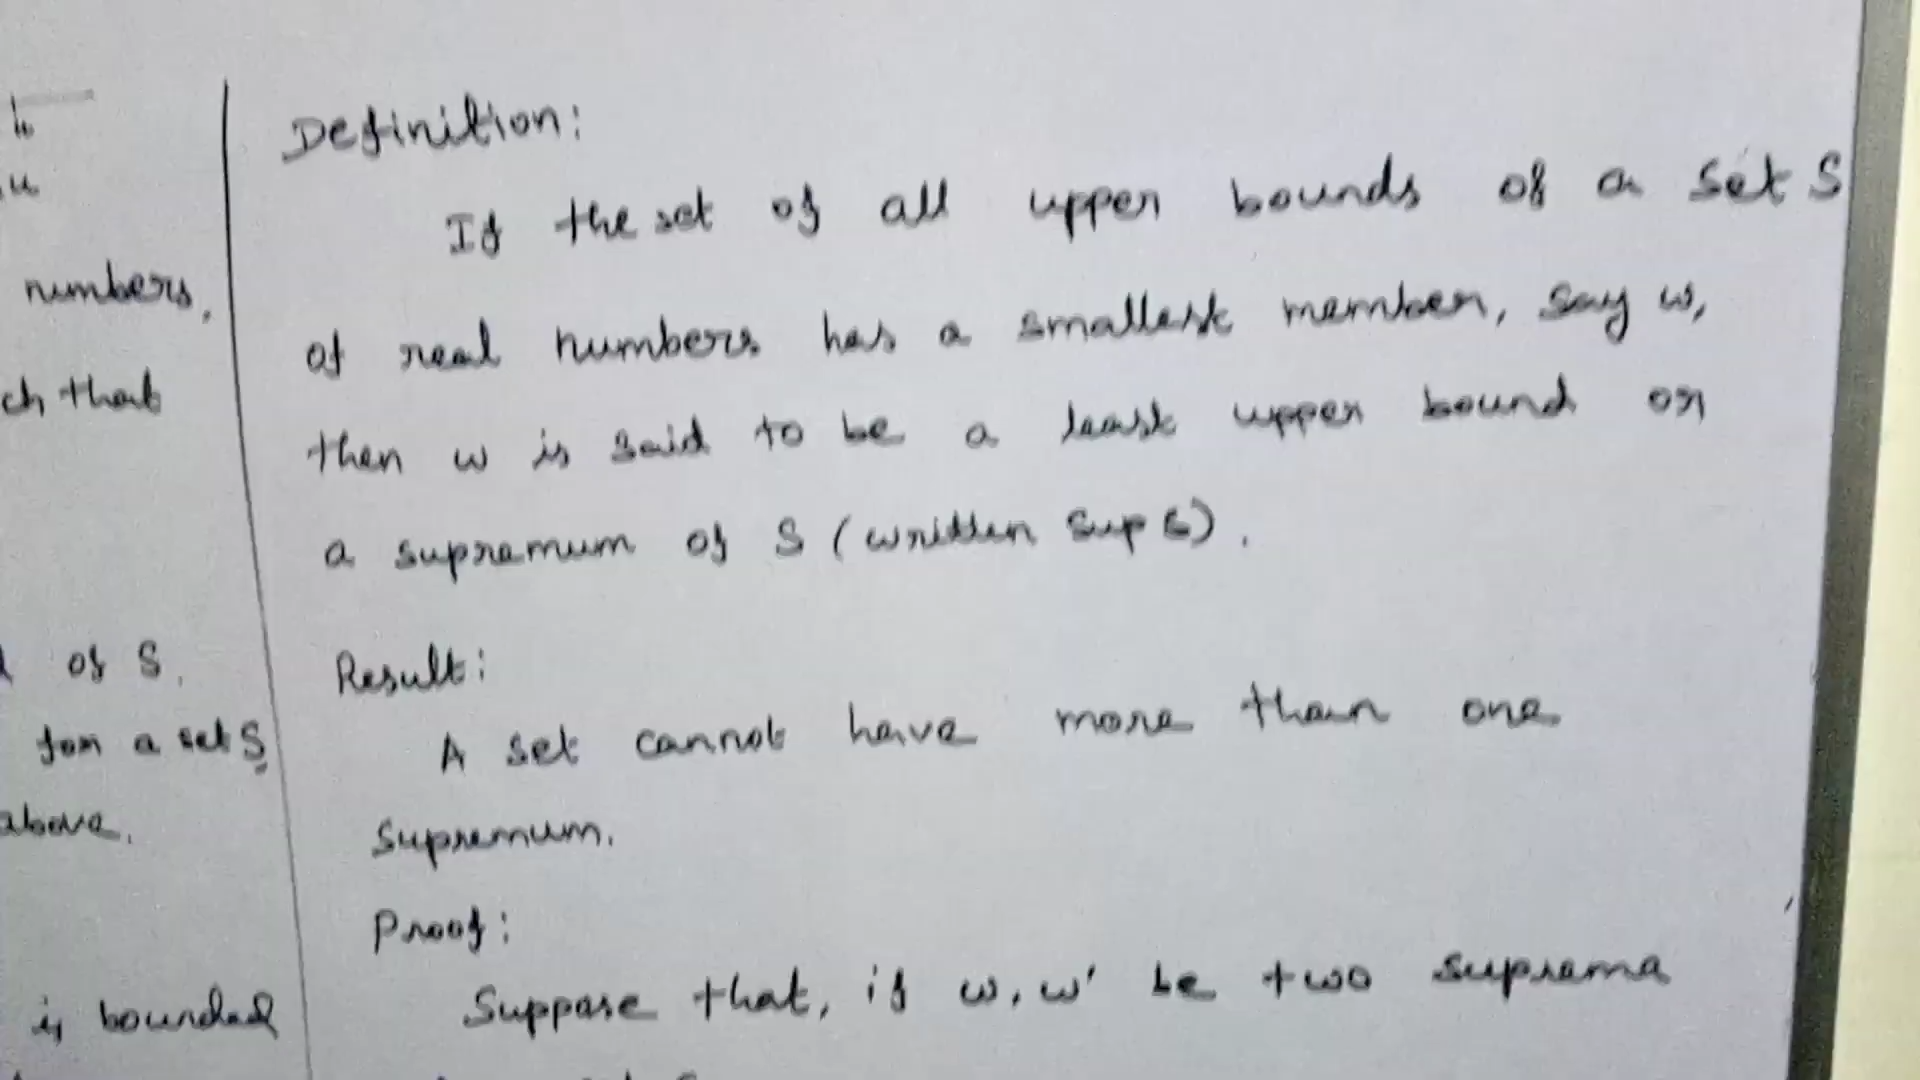 u
numbers,
ch that
of S.
for a set S,
above.
is bounded
Definition:
If the set of all upper bounds of a set S
of real numbers has a smallest member, say w,
then w is said to be a least upper bound or
a supremum of S (written Sup S).
Result:
A set cannot have more than one
Supremum.
Proof:
Suppose that, if w, w' be two suprema